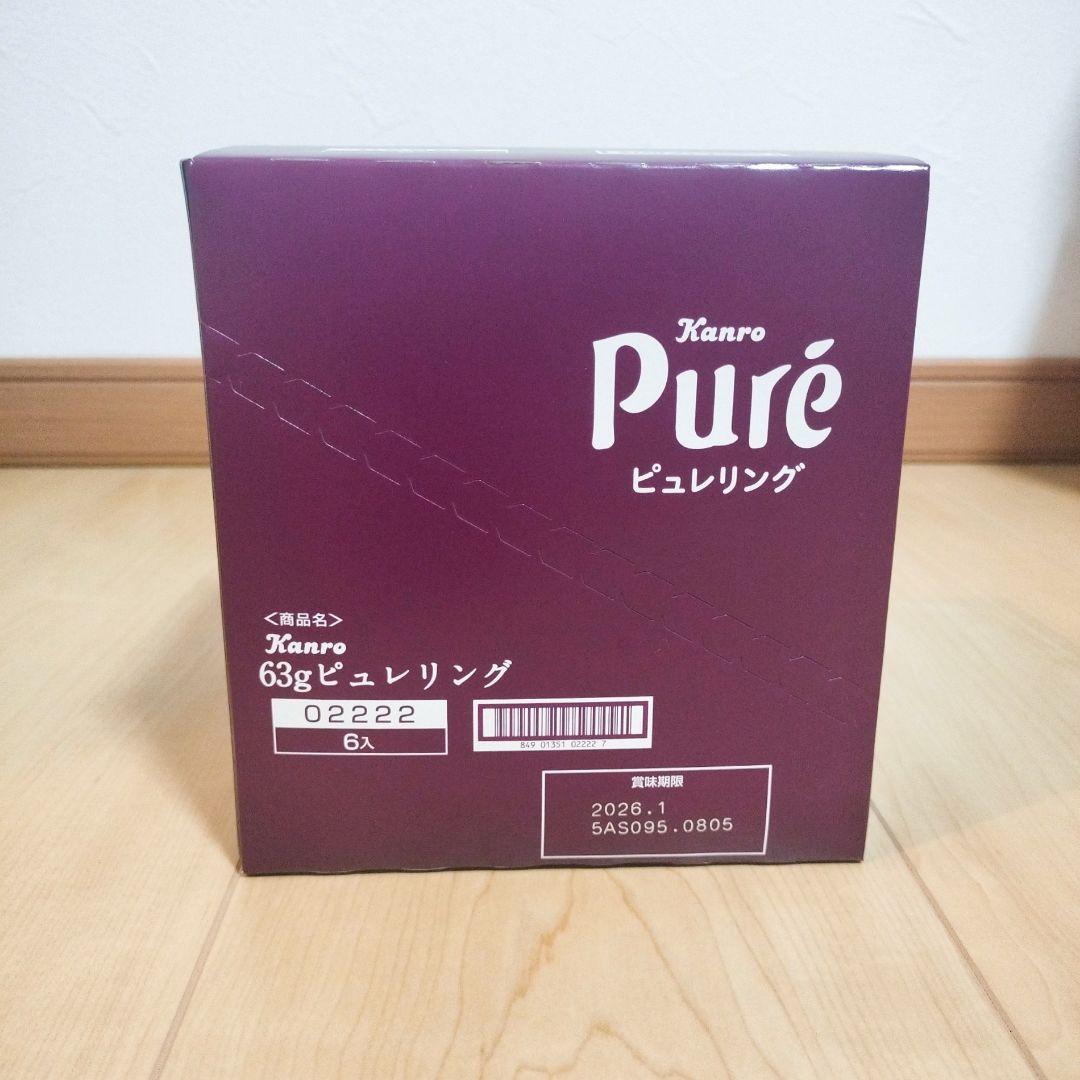 Kanro
Puré
ピュレリング
<商品名>
Kanro
63gピュレリング
02222
6入
849 01351 02222 7
賞味期限
2026.1
5AS095.0805